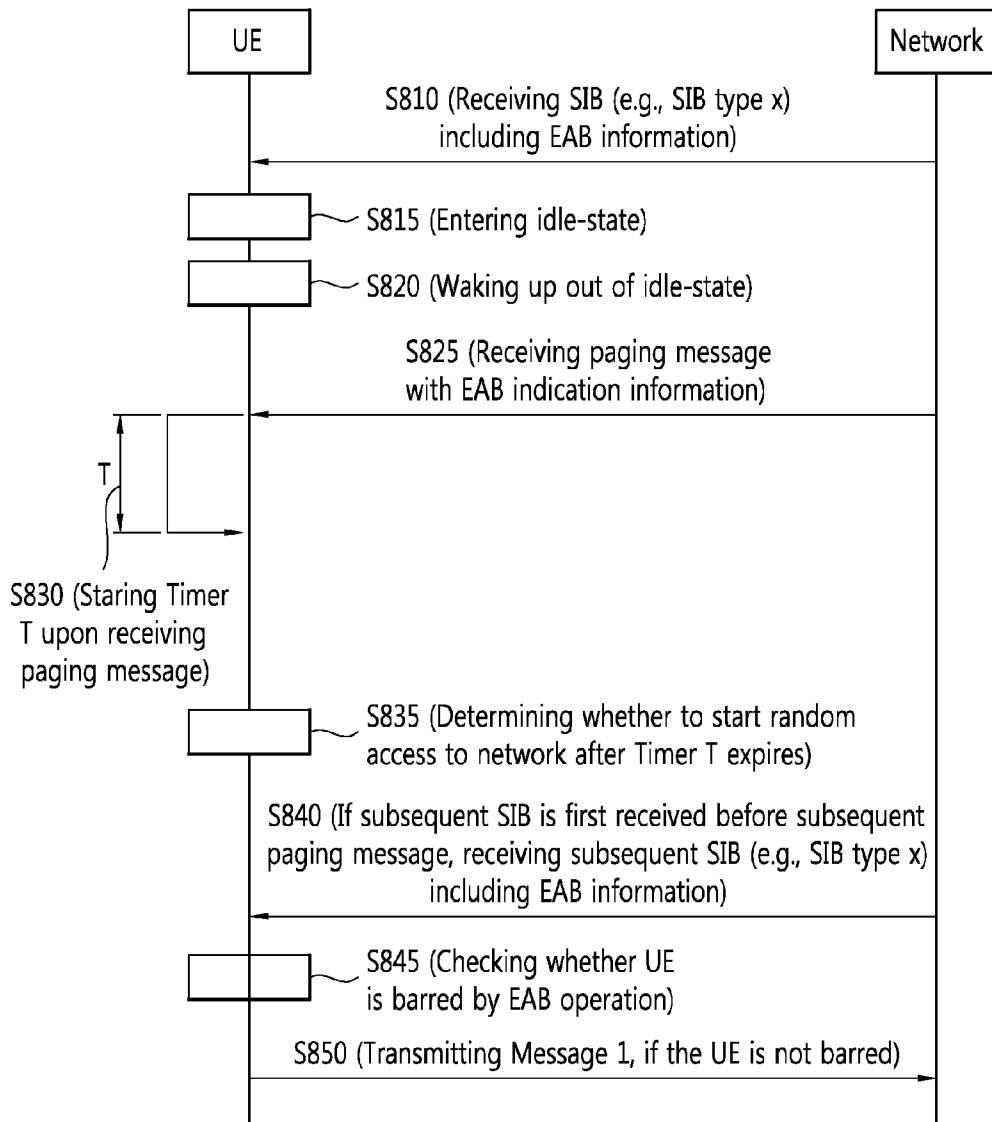 UE
Network
S810 (Receiving SIB (e.g., SIB type x)
including EAB information)
S815 (Entering idle-state)
S820 (Waking up out of idle-state)
S825 (Receiving paging message
with EAB indication information)
T
S830 (Staring Timer
T upon receiving
paging message)
S835 (Determining whether to start random
access to network after Timer T expires)
S840 (If subsequent SIB is first received before subsequent
paging message, receiving subsequent SIB (e.g., SIB type x)
including EAB information)
S845 (Checking whether UE
is barred by EAB operation)
S850 (Transmitting Message 1, if the UE is not barred)